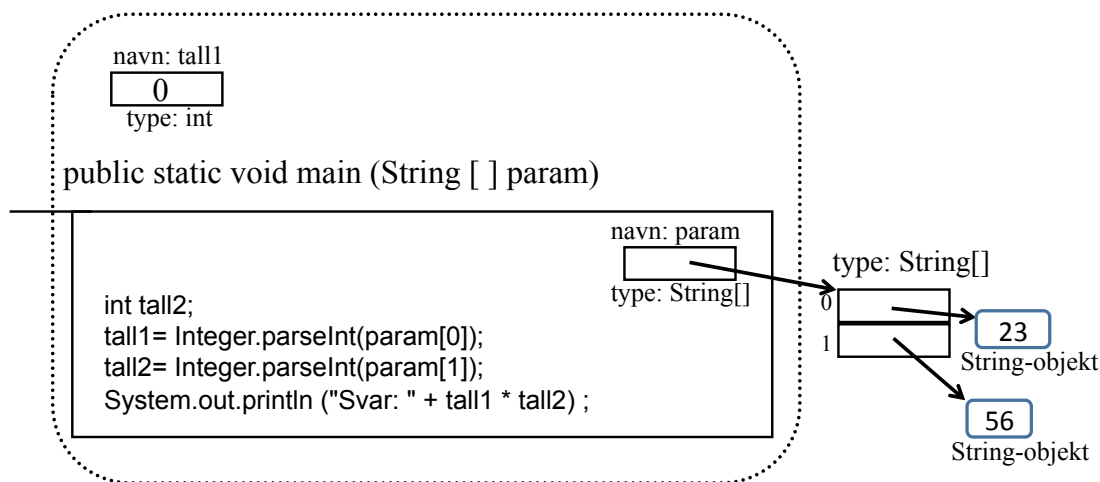 navn: tall1
0
type: int
public static void main (String [ ] param)
navn: param
type: String[]
int tall2;
tall1= Integer.parseInt(param[0]);
tall2= Integer.parseInt(param[1]);
System.out.println ("Svar: " + tall1 * tall2) ;
type: String[]
0
1
23
String-objekt
56
String-objekt